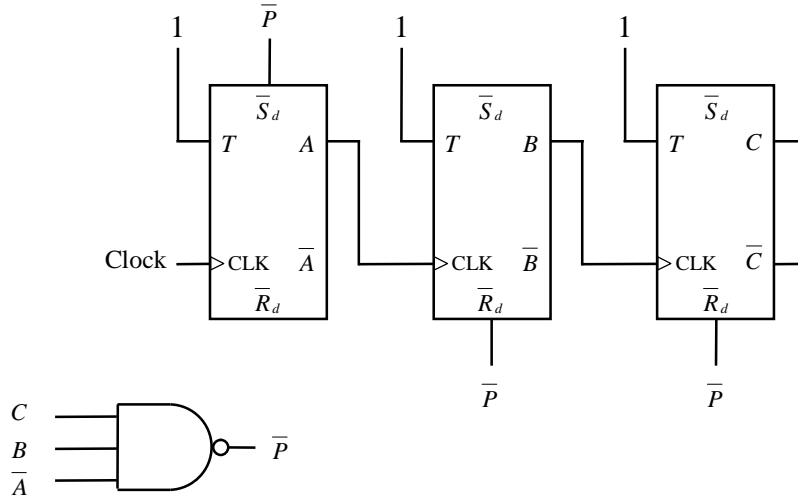 1 P̅ 1 1
S̅d S̅d S̅d
T A T B T C
Clock CLK A̅ CLK B̅ CLK C̅
R̅d R̅d R̅d
P̅ P̅
C
B P̅
A̅